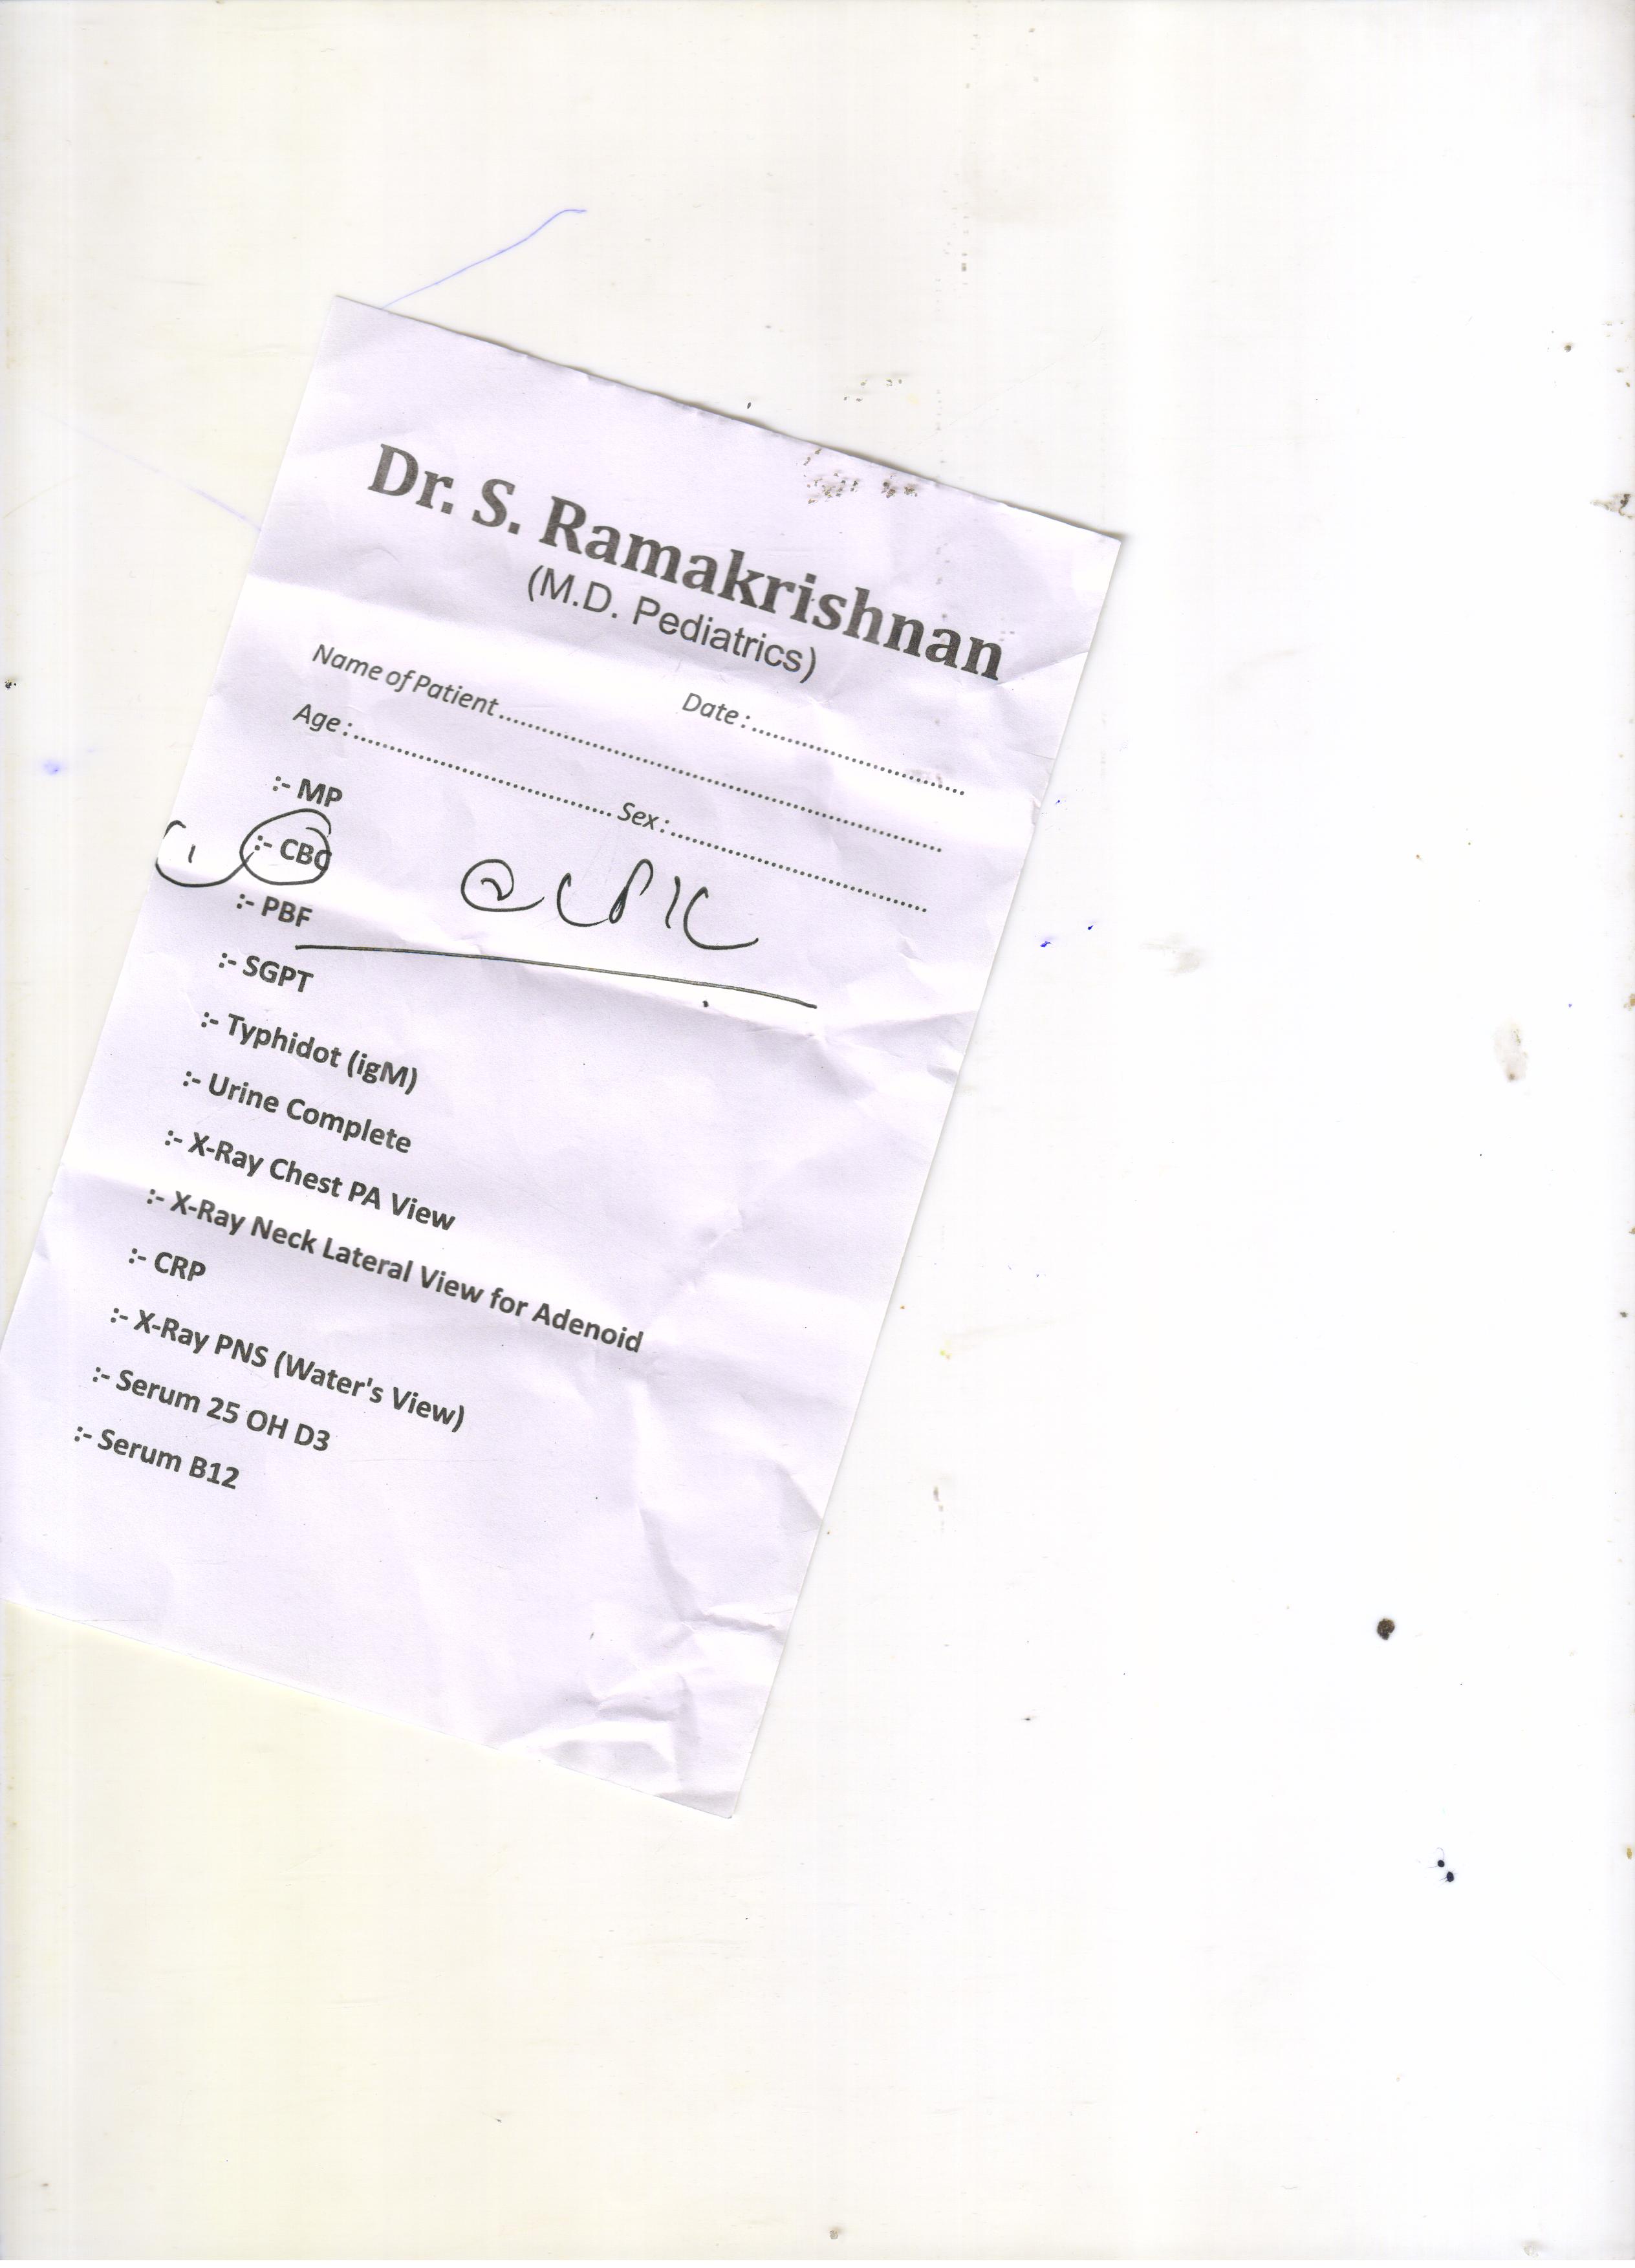 Dr. S. Ramakrishnan
(M.D. Pediatrics)
Date:........................
Name of Patient........................................................
Age:................................Sex:................................
:- MP
1 :- CBC
:- PBF
:- SGPT
:- Typhidot (igM)
:- Urine Complete
:- X-Ray Chest PA View
:- X-Ray Neck Lateral View for Adenoid
:- CRP
:- X-Ray PNS (Water's View)
:- Serum 25 OH D3
:- Serum B12